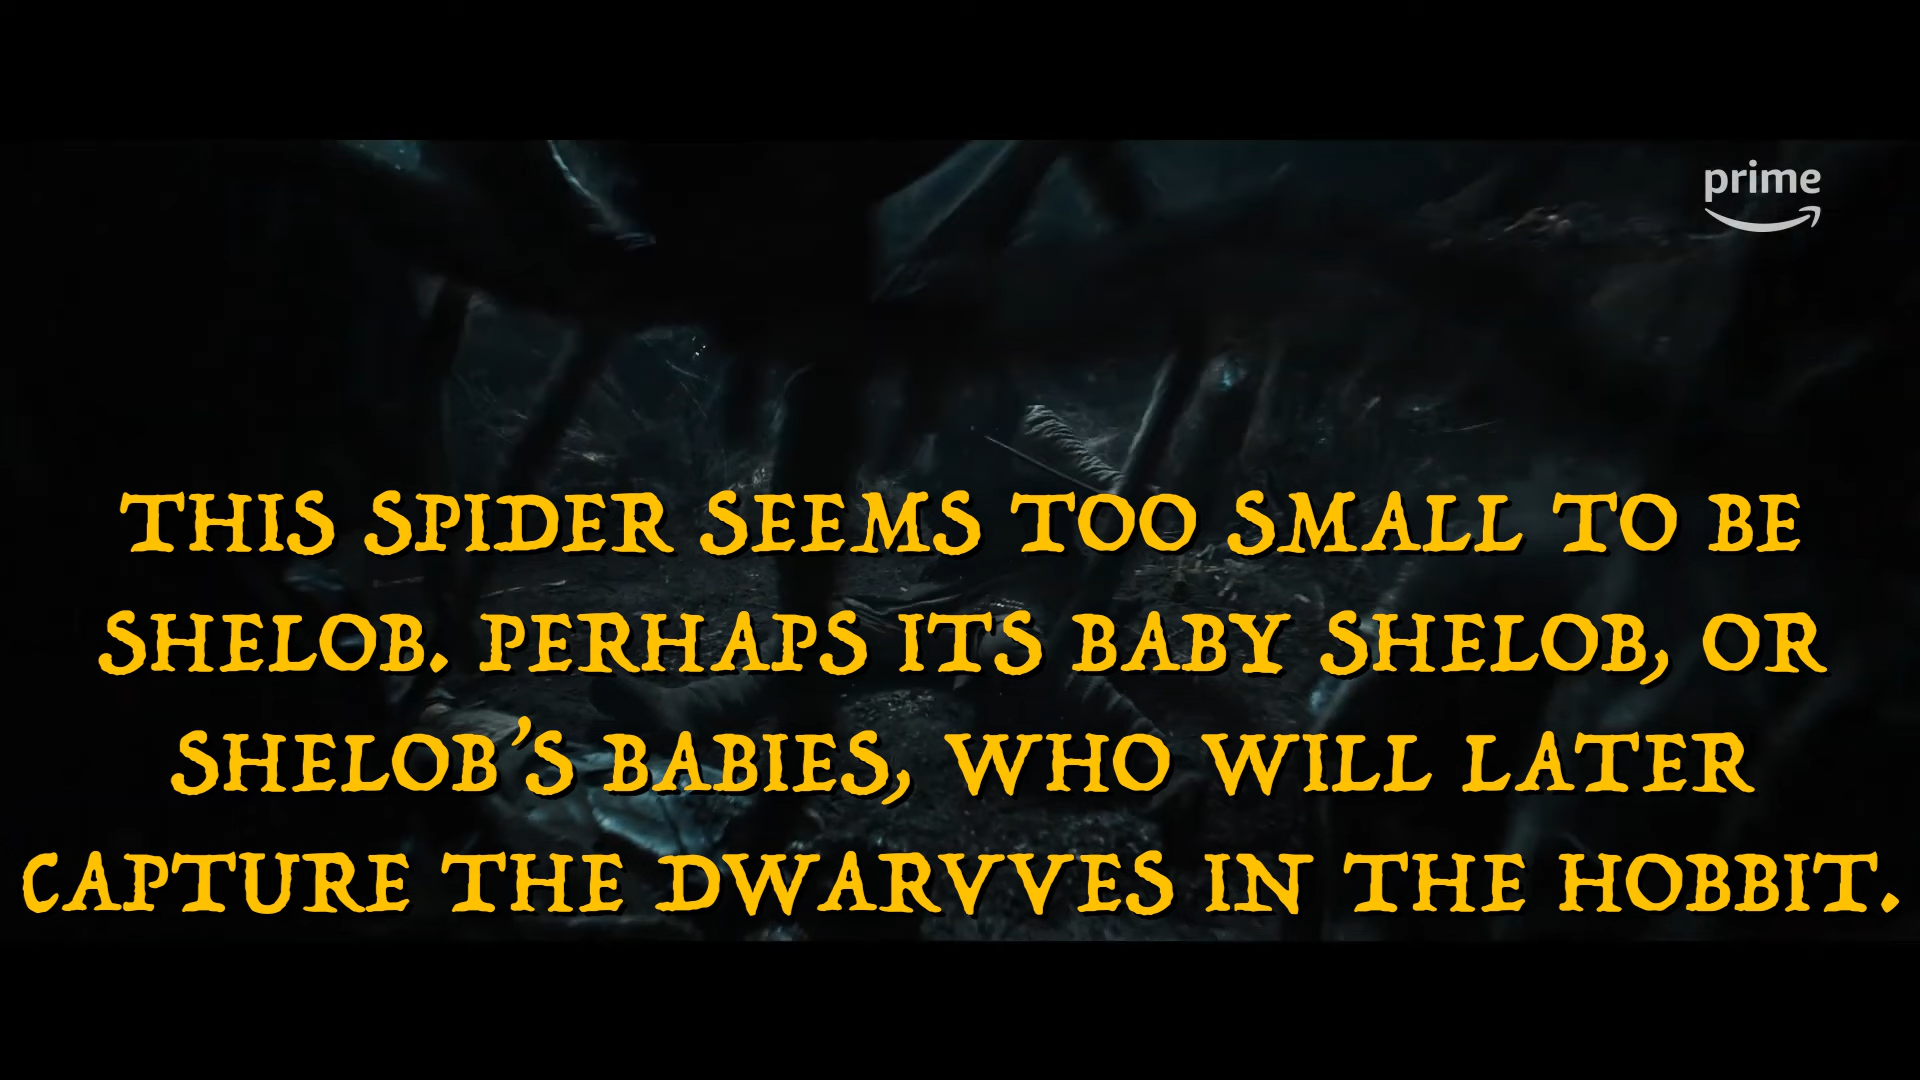 prime
THIS SPIDER SEEMS TOO SMALL TO BE
SHELOB. PERHAPS ITS BABY SHELOB, OR
SHELOB'S BABIES, WHO WILL LATER
CAPTURE THE DWARVVES IN THE HOBBIT.